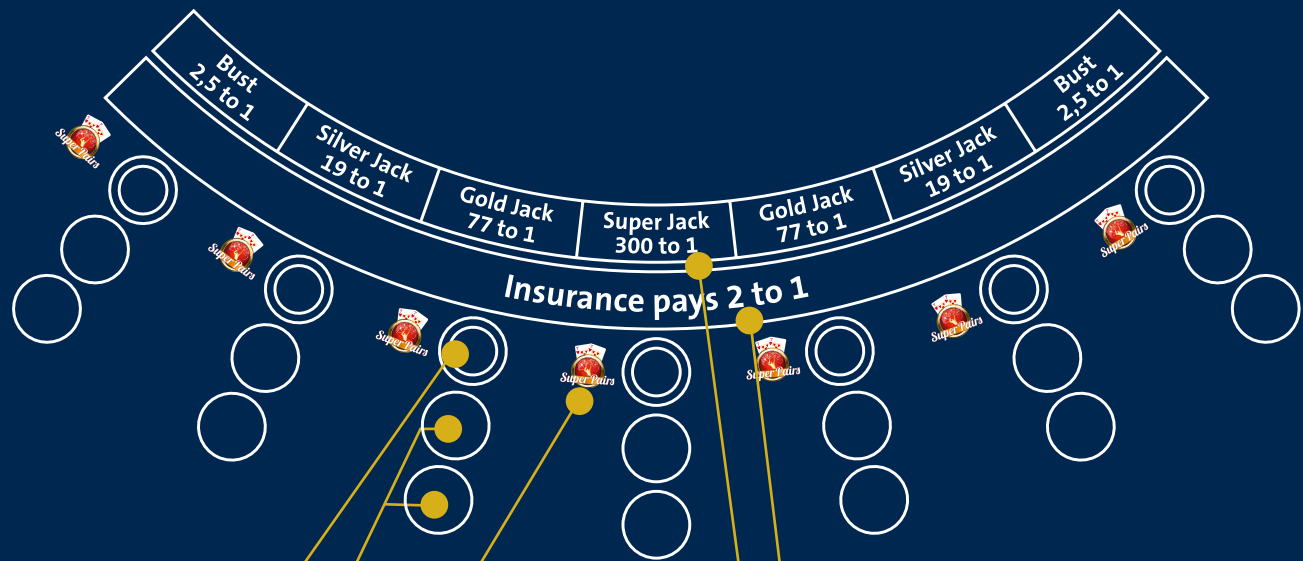 Bust
2,5 to 1
Silver Jack
19 to 1
Gold Jack
77 to 1
Super Jack
300 to 1
Gold Jack
77 to 1
Silver Jack
19 to 1
Bust
2,5 to 1
Insurance pays 2 to 1
Super Pairs
Super Pairs
Super Pairs
Super Pairs
Super Pairs
Super Pairs
Super Pairs